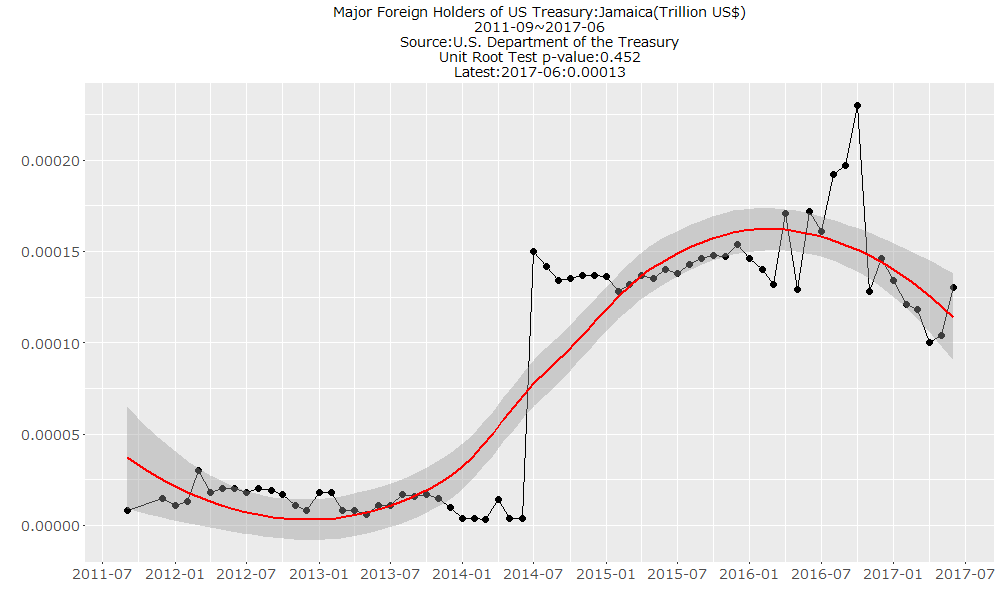 Major Foreign Holders of US Treasury:Jamaica(Trillion US$)
2011-09~2017-06
Source:U.S. Department of the Treasury
Unit Root Test p-value:0.452
Latest:2017-06:0.00013
0.00020
0.00015
0.00010
0.00005
0.00000
2011-07 2012-01 2012-07 2013-01 2013-07 2014-01 2014-07 2015-01 2015-07 2016-01 2016-07 2017-01 2017-07